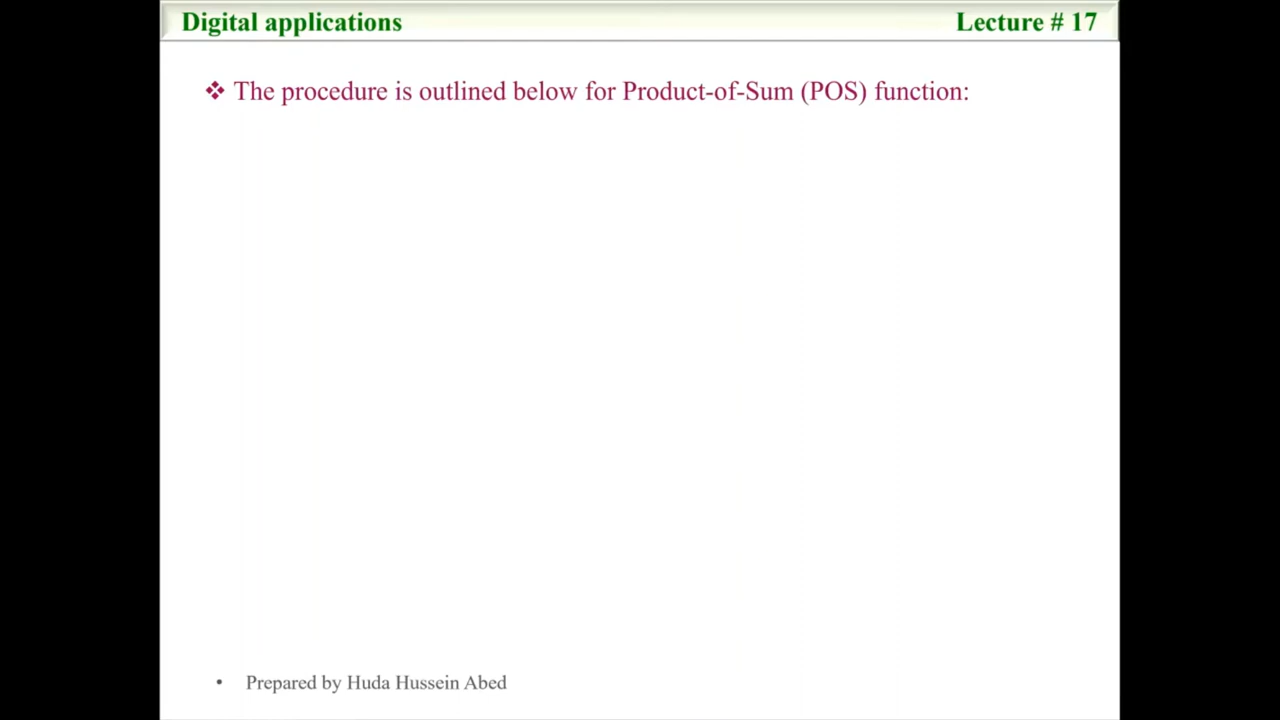 Digital applications Lecture # 17
❖ The procedure is outlined below for Product-of-Sum (POS) function:
• Prepared by Huda Hussein Abed